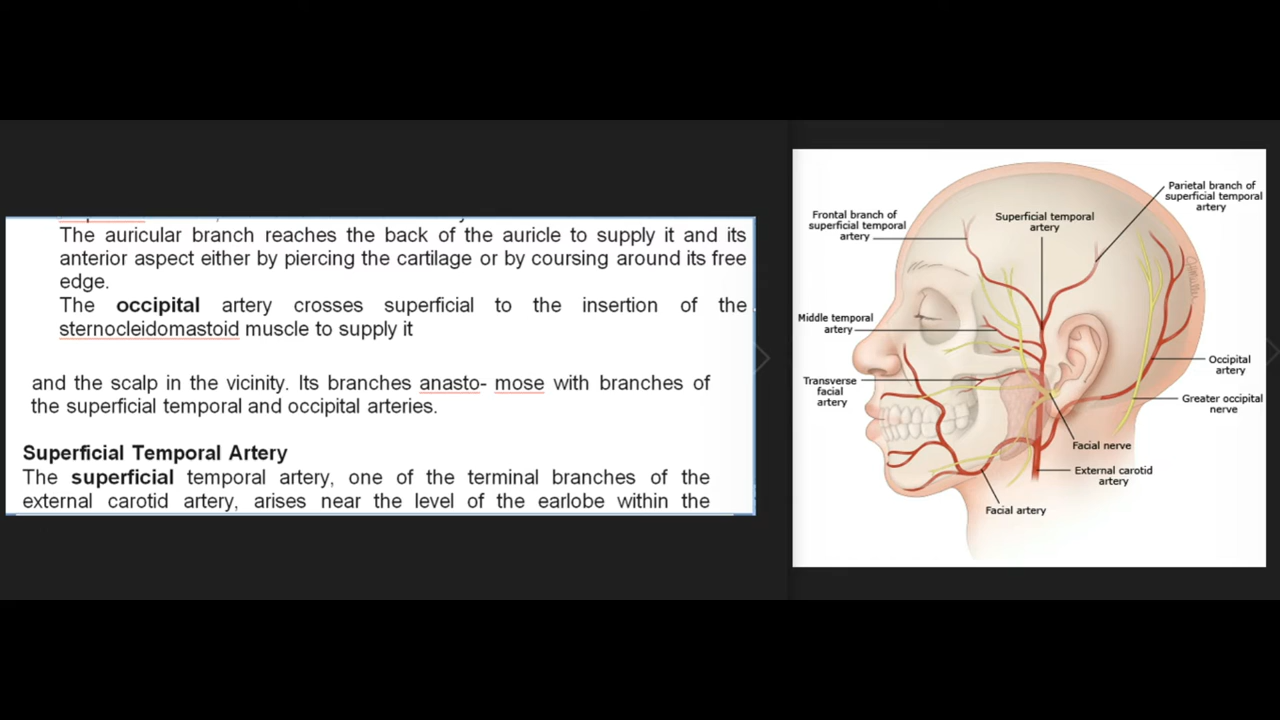 The auricular branch reaches the back of the auricle to supply it and its
anterior aspect either by piercing the cartilage or by coursing around its free
edge.
The occipital artery crosses superficial to the insertion of the
sternocleidomastoid muscle to supply it
and the scalp in the vicinity. Its branches anasto- mose with branches of
the superficial temporal and occipital arteries.
Superficial Temporal Artery
The superficial temporal artery, one of the terminal branches of the
external carotid artery, arises near the level of the earlobe within the
Parietal branch of
superficial temporal
artery
Frontal branch of
superficial temporal
artery
Superficial temporal
artery
Middle temporal
artery
Transverse
facial
artery
Occipital
artery
Greater occipital
nerve
Facial nerve
External carotid
artery
Facial artery